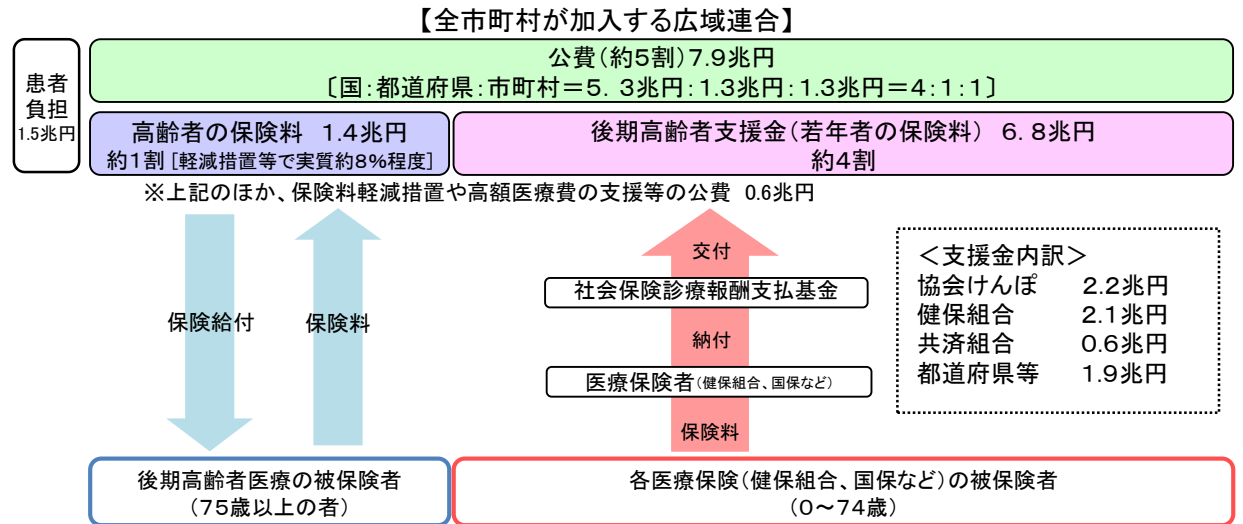 【全市町村が加入する広域連合】
患者
負担
1.5兆円
公費(約5割)7.9兆円
〔国:都道府県:市町村=5.3兆円:1.3兆円:1.3兆円=4:1:1〕
高齢者の保険料 1.4兆円
約1割 [軽減措置等で実質約8%程度]
後期高齢者支援金(若年者の保険料) 6.8兆円
約4割
※上記のほか、保険料軽減措置や高額医療費の支援等の公費 0.6兆円
保険給付
保険料
交付
社会保険診療報酬支払基金
納付
医療保険者(健保組合、国保など)
保険料
<支援金内訳>
協会けんぽ 2.2兆円
健保組合 2.1兆円
共済組合 0.6兆円
都道府県等 1.9兆円
後期高齢者医療の被保険者
(75歳以上の者)
各医療保険(健保組合、国保など)の被保険者
(0~74歳)